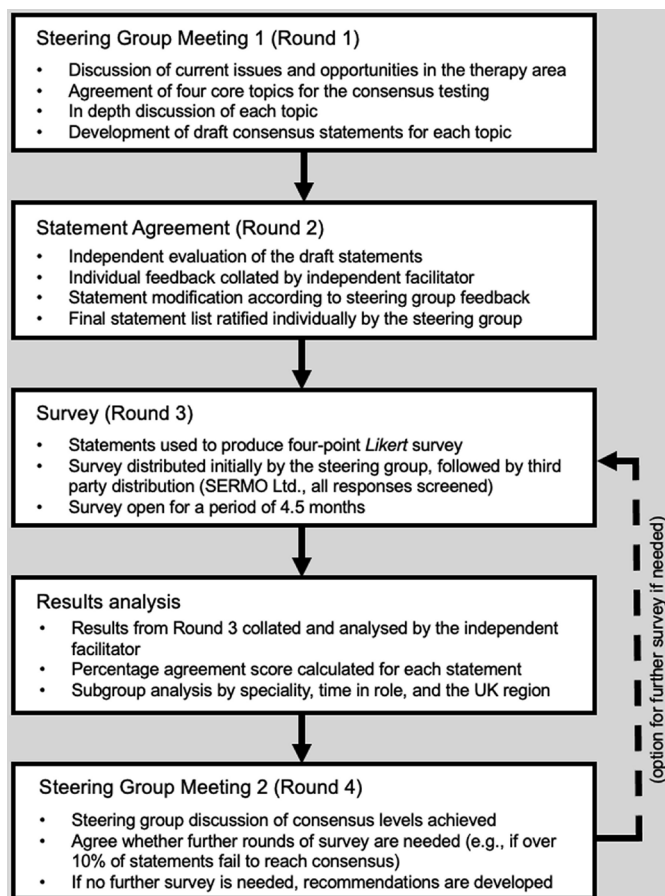 Steering Group Meeting 1 (Round 1)
• Discussion of current issues and opportunities in the therapy area
• Agreement of four core topics for the consensus testing
• In depth discussion of each topic
• Development of draft consensus statements for each topic
Statement Agreement (Round 2)
• Independent evaluation of the draft statements
• Individual feedback collated by independent facilitator
• Statement modification according to steering group feedback
• Final statement list ratified individually by the steering group
Survey (Round 3)
• Statements used to produce four-point Likert survey
• Survey distributed initially by the steering group, followed by third
party distribution (SERMO Ltd., all responses screened)
• Survey open for a period of 4.5 months
Results analysis
• Results from Round 3 collated and analysed by the independent
facilitator
• Percentage agreement score calculated for each statement
• Subgroup analysis by speciality, time in role, and the UK region
Steering Group Meeting 2 (Round 4)
• Steering group discussion of consensus levels achieved
• Agree whether further rounds of survey are needed (e.g., if over
10% of statements fail to reach consensus)
• If no further survey is needed, recommendations are developed
(option for further survey if needed)